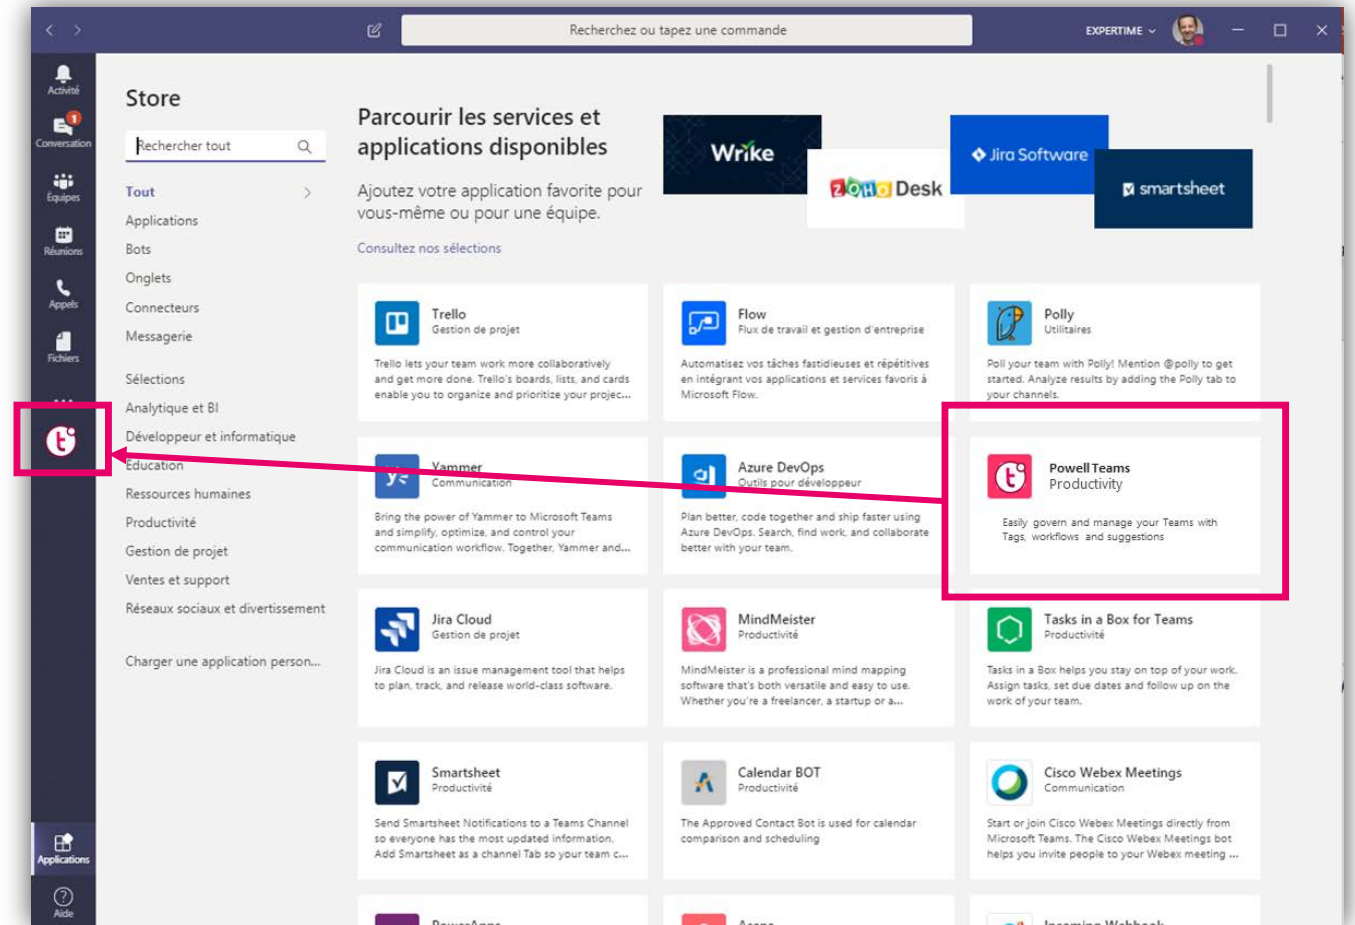 Recherchez ou tapez une commande
EXPERTIME
Activité
1
Conversation
Équipes
Réunions
Appels
Fichiers
Applications
Aide
Store
Rechercher tout
Tout
Applications
Bots
Onglets
Connecteurs
Messagerie
Sélections
Analytique et BI
Développeur et informatique
Éducation
Ressources humaines
Productivité
Gestion de projet
Ventes et support
Réseaux sociaux et divertissement
Charger une application person...
Parcourir les services et
applications disponibles
Ajoutez votre application favorite pour
vous-même ou pour une équipe.
Consultez nos sélections
Wrike
ZOHO Desk
Jira Software
smartsheet
Trello
Gestion de projet
Trello lets your team work more collaboratively
and get more done. Trello's boards, lists, and cards
enable you to organize and prioritize your projec...
Flow
Flux de travail et gestion d'entreprise
Automatisez vos tâches fastidieuses et répétitives
en intégrant vos applications et services favoris à
Microsoft Flow.
Polly
Utilitaires
Poll your team with Polly! Mention @polly to get
started. Analyze results by adding the Polly tab to
your channels.
Yammer
Communication
Bring the power of Yammer to Microsoft Teams
and simplify, optimize, and control your
communication workflow. Together, Yammer and...
Azure DevOps
Outils pour développeur
Plan better, code together and ship faster using
Azure DevOps. Search, find work, and collaborate
better with your team.
Powell Teams
Productivity
Easily govern and manage your Teams with
Tags, workflows and suggestions
Jira Cloud
Gestion de projet
Jira Cloud is an issue management tool that helps
to plan, track, and release world-class software.
MindMeister
Productivité
MindMeister is a professional mind mapping
software that's both versatile and easy to use.
Whether you're a freelancer, a startup or a...
Tasks in a Box for Teams
Productivité
Tasks in a Box helps you stay on top of your work.
Assign tasks, set due dates and follow up on the
work of your team.
Smartsheet
Productivité
Send Smartsheet Notifications to a Teams Channel
so everyone has the most updated information.
Add Smartsheet as a channel Tab so your team c...
Calendar BOT
Productivité
The Approved Contact Bot is used for calendar
comparison and scheduling
Cisco Webex Meetings
Communication
Start or join Cisco Webex Meetings directly from
Microsoft Teams. The Cisco Webex Meetings bot
helps you invite people to your Webex meeting ...
PowerApps
Incoming Webhook